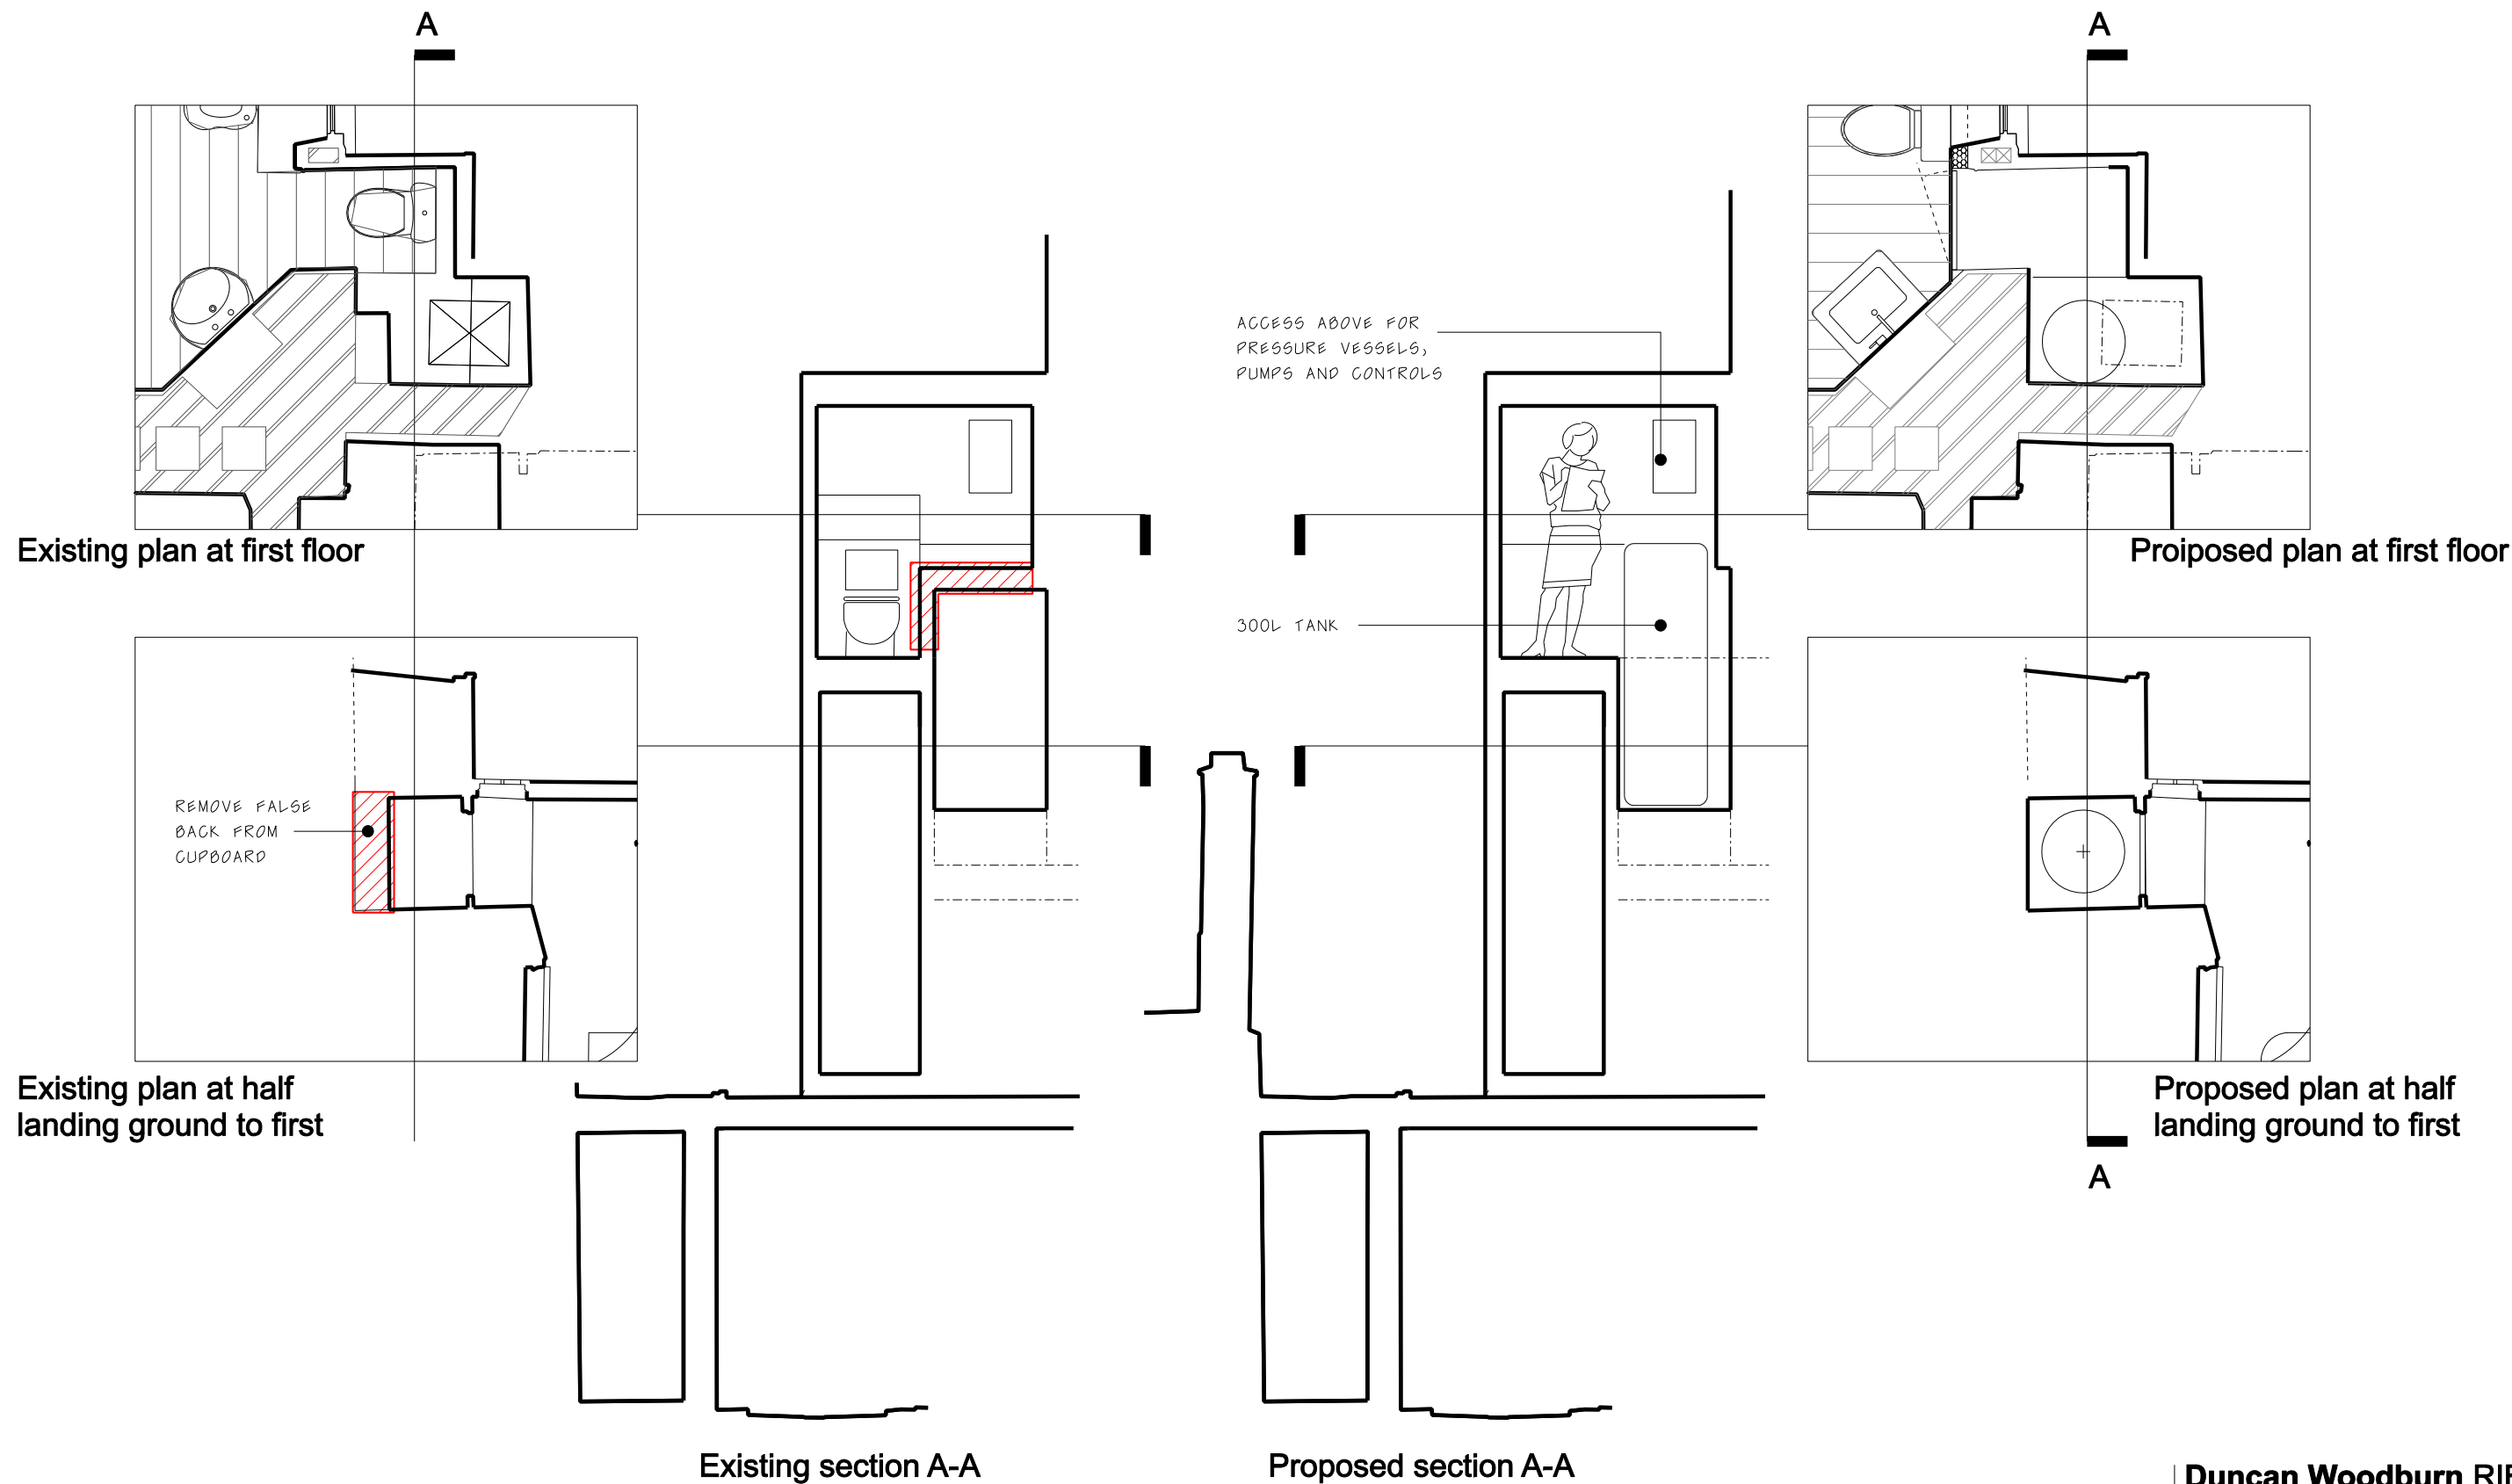 A
A
ACCESS ABOVE FOR
PRESSURE VESSELS,
PUMPS AND CONTROLS
Existing plan at first floor
Proiposed plan at first floor
300L TANK
REMOVE FALSE
BACK FROM
CUPBOARD
Existing plan at half
landing ground to first
Proposed plan at half
landing ground to first
A
Existing section A-A
Proposed section A-A
Duncan Woodburn